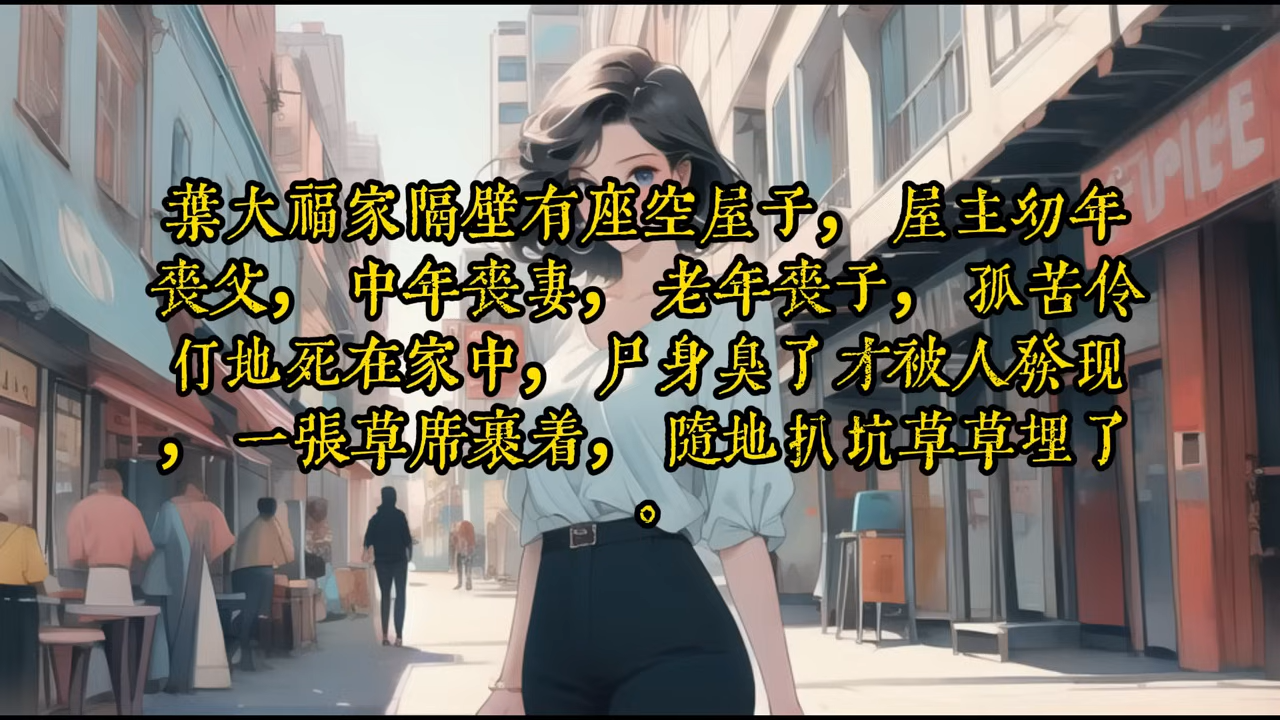 葉大福家隔壁有座空屋子，屋主幼年
喪父，中年喪妻，老年喪子，孤苦伶
仃地死在家中，尸身臭了才被人發现
，一張草席裹着，隨地扒坑草草埋了
。